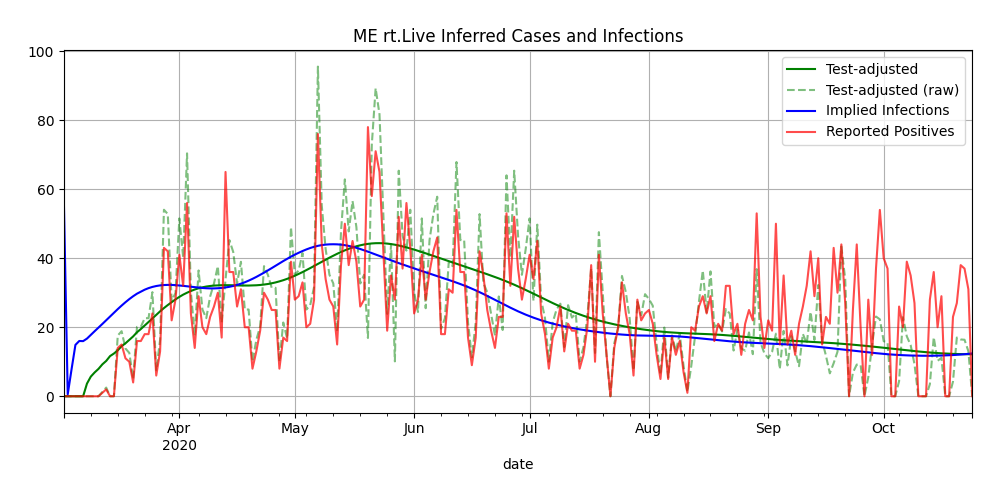 ME rt.Live Inferred Cases and Infections
100
80
60
40
20
0
Test-adjusted
Test-adjusted (raw)
Implied Infections
Reported Positives
Apr
2020
May
Jun
Jul
Aug
Sep
Oct
date